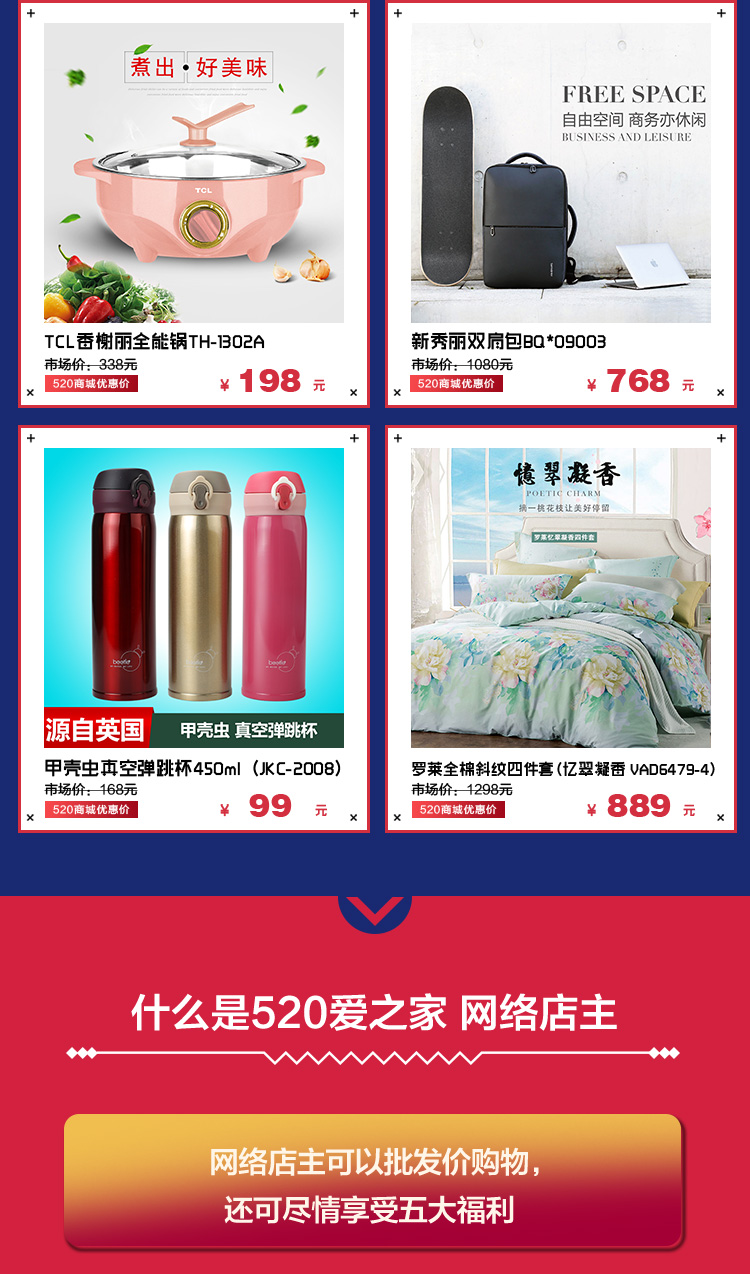 煮出·好美味
TCL
TCL香榭丽全能锅TH-1302A
市场价：338元
520商城优惠价
¥ 198 元
FREE SPACE
自由空间 商务亦休闲
BUSINESS AND LEISURE
新秀丽双肩包BQ*09003
市场价：1080元
520商城优惠价
¥ 768 元
源自英国
甲壳虫 真空弹跳杯
甲壳虫真空弹跳杯450ml（JKC-2008）
市场价：168元
520商城优惠价
¥ 99 元
憶翠凝香
POETIC CHARM
摘一桃花枝让美好停留
罗莱忆翠凝香四件套
罗莱全棉斜纹四件套(忆翠凝香 VAD6479-4)
市场价：1298元
520商城优惠价
¥ 889 元
什么是520爱之家 网络店主
网络店主可以批发价购物，
还可尽情享受五大福利